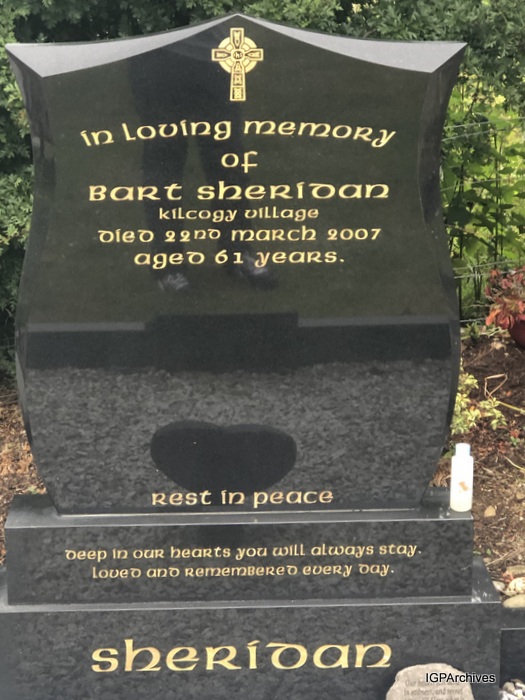 In Loving Memory
Of
Bart Sheridan
Kilcogy Village
Died 22nd March 2007
Aged 61 Years.
Rest In Peace
Deep in our hearts you will always stay.
Loved and remembered every day.
Sheridan
IGPArchives